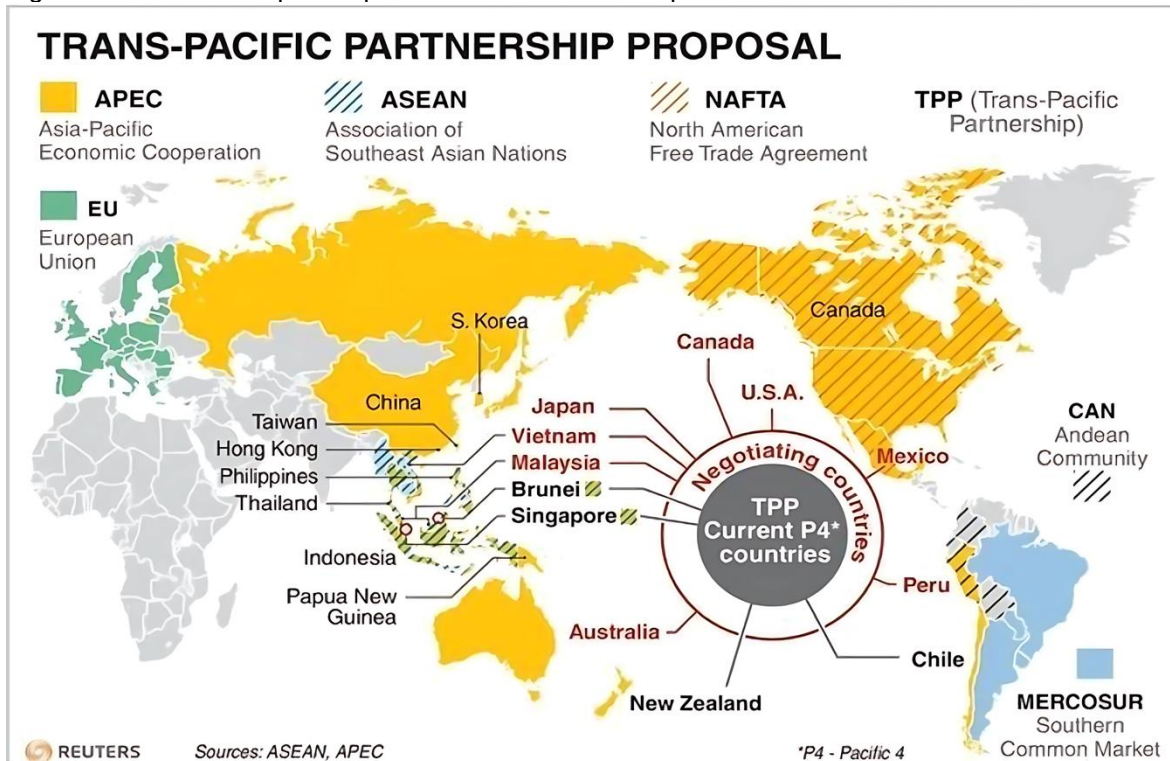 TRANS-PACIFIC PARTNERSHIP PROPOSAL
APEC
Asia-Pacific
Economic Cooperation
ASEAN
Association of
Southeast Asian Nations
NAFTA
North American
Free Trade Agreement
TPP (Trans-Pacific
Partnership)
EU
European
Union
S. Korea
China
Taiwan
Hong Kong
Philippines
Thailand
Indonesia
Papua New
Guinea
Japan
Vietnam
Malaysia
Brunei
Singapore
Australia
New Zealand
Canada
Canada
U.S.A.
Mexico
Negotiating countries
TPP
Current P4*
countries
Peru
Chile
CAN
Andean
Community
MERCOSUR
Southern
Common Market
REUTERS
Sources: ASEAN, APEC
*P4 - Pacific 4